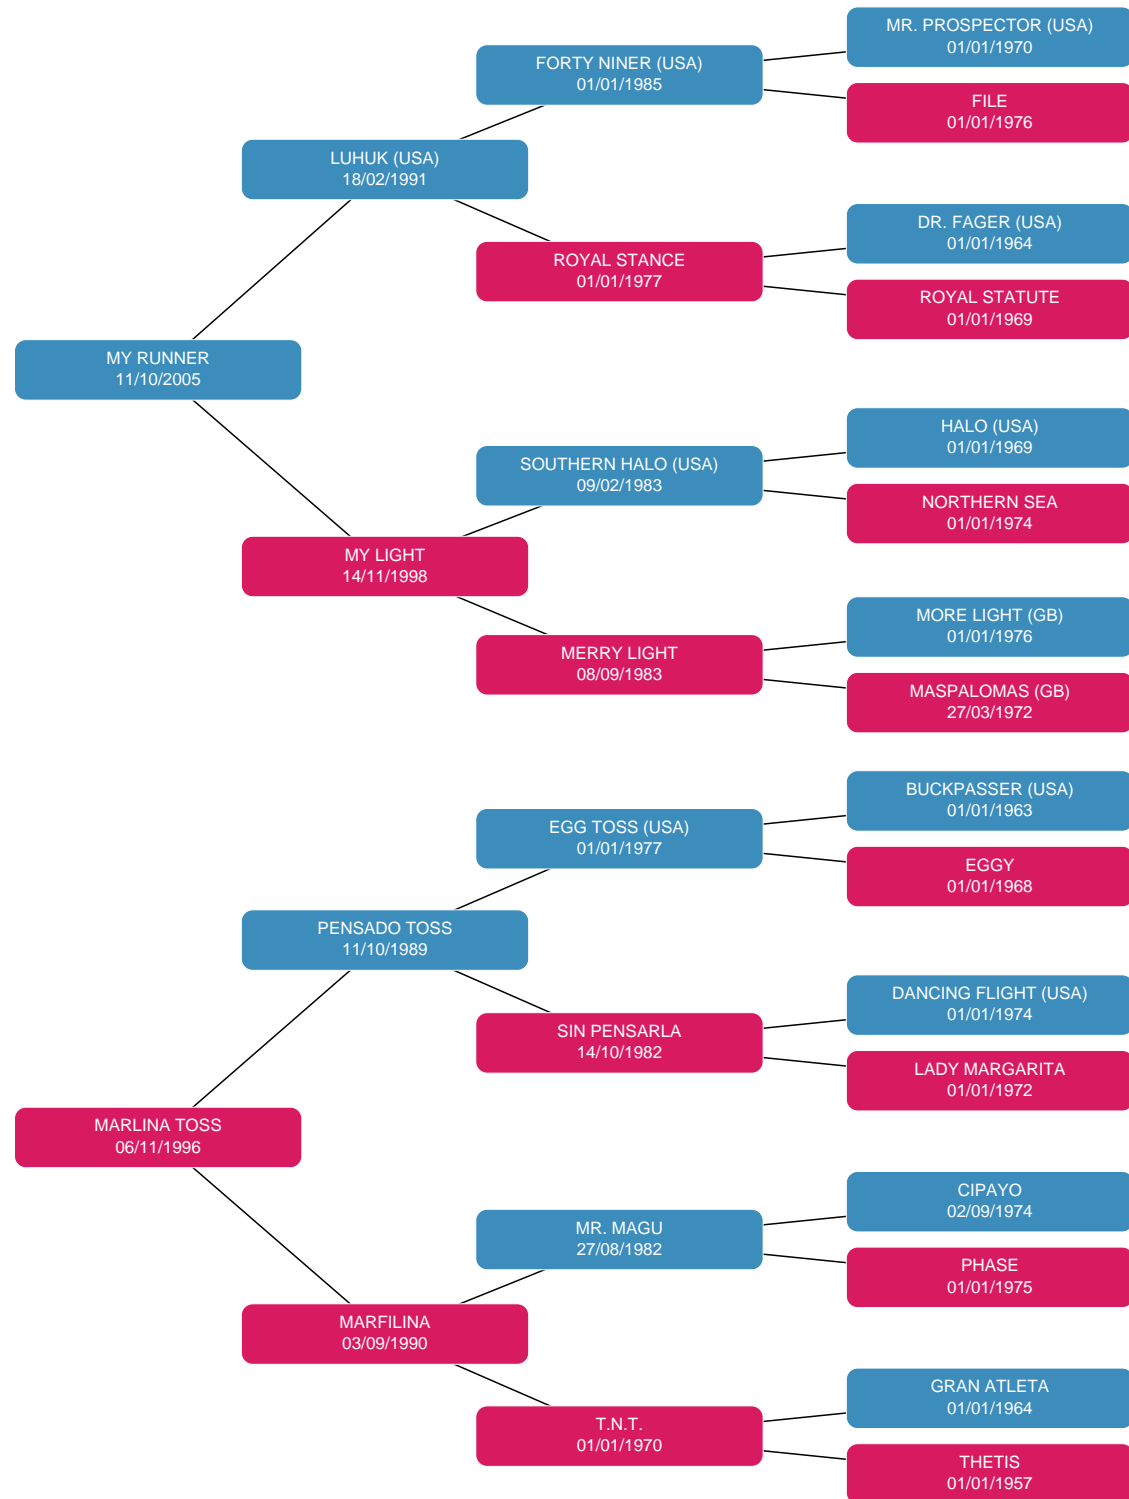 MR. PROSPECTOR (USA)
01/01/1970
FORTY NINER (USA)
01/01/1985
FILE
01/01/1976
LUHUK (USA)
18/02/1991
DR. FAGER (USA)
01/01/1964
ROYAL STANCE
01/01/1977
ROYAL STATUTE
01/01/1969
MY RUNNER
11/10/2005
HALO (USA)
01/01/1969
SOUTHERN HALO (USA)
09/02/1983
NORTHERN SEA
01/01/1974
MY LIGHT
14/11/1998
MORE LIGHT (GB)
01/01/1976
MERRY LIGHT
08/09/1983
MASPALOMAS (GB)
27/03/1972
BUCKPASSER (USA)
01/01/1963
EGG TOSS (USA)
01/01/1977
EGGY
01/01/1968
PENSADO TOSS
11/10/1989
DANCING FLIGHT (USA)
01/01/1974
SIN PENSARLA
14/10/1982
LADY MARGARITA
01/01/1972
MARLINA TOSS
06/11/1996
CIPAYO
02/09/1974
MR. MAGU
27/08/1982
PHASE
01/01/1975
MARFILINA
03/09/1990
GRAN ATLETA
01/01/1964
T.N.T.
01/01/1970
THETIS
01/01/1957